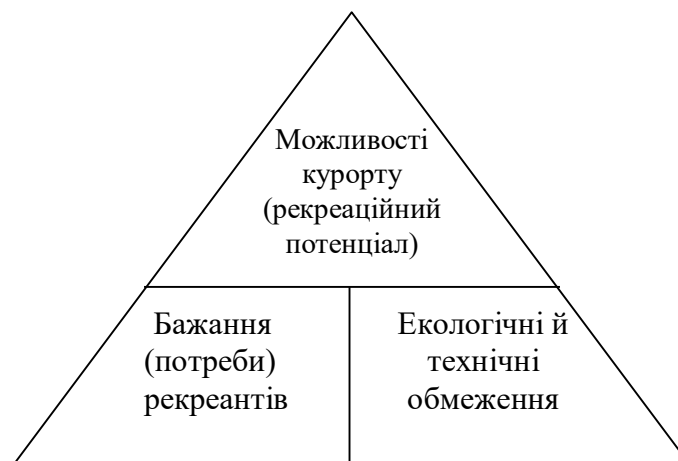 Можливості
курорту
(рекреаційний
потенціал)
Бажання
(потреби)
рекреантів
Екологічні й
технічні
обмеження